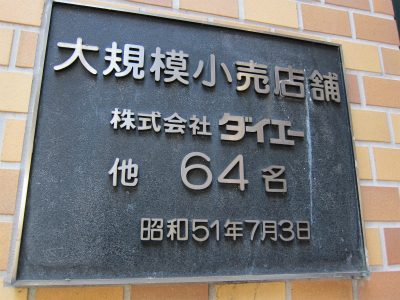 大規模小売店舗
株式会社 ダイエー
他 64名
昭和51年7月3日